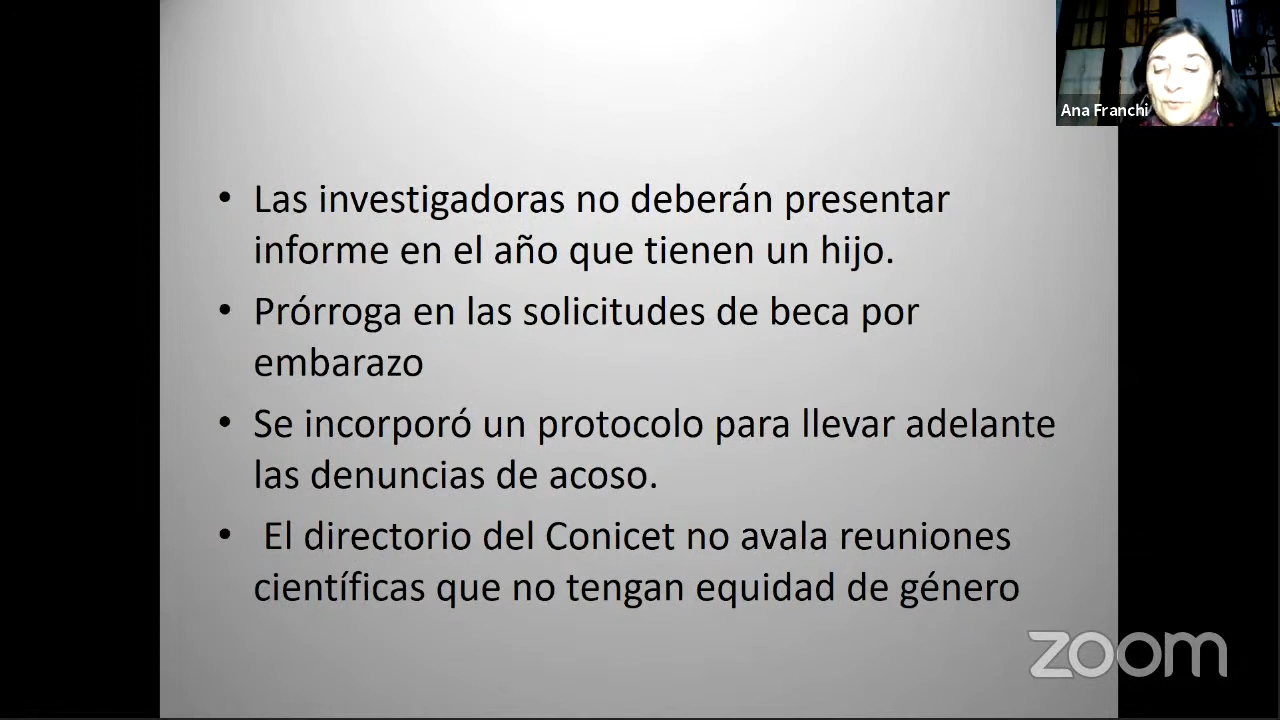 Ana Franchi
• Las investigadoras no deberán presentar
informe en el año que tienen un hijo.
• Prórroga en las solicitudes de beca por
embarazo
• Se incorporó un protocolo para llevar adelante
las denuncias de acoso.
• El directorio del Conicet no avala reuniones
científicas que no tengan equidad de género
zoom